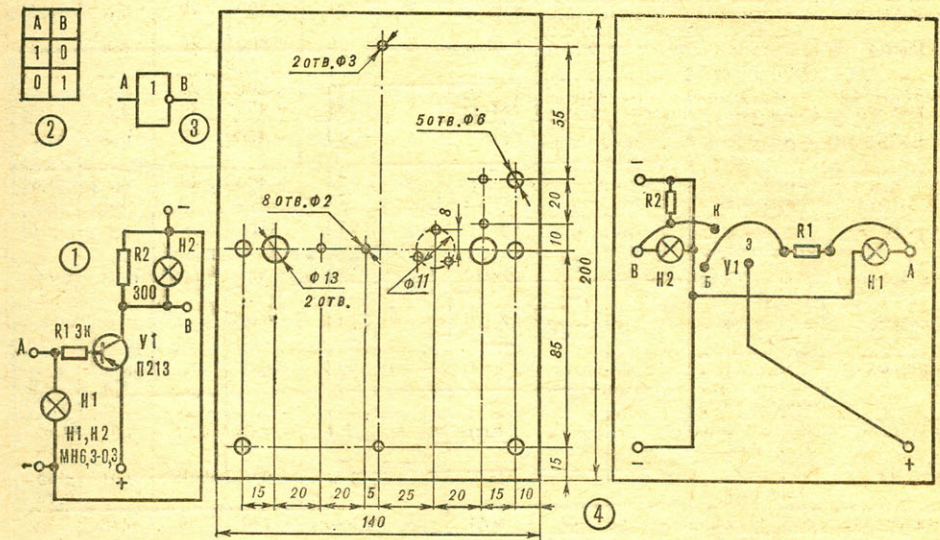 A B
1 0
0 1
2
A 1 B
3
1
–
R2
H2
300
B
R1 3к
V1
П213
A
H1
H1, H2
МН6,3-0,3
–
+
2 ОТВ. Ф3
5 ОТВ. Ф6
8 ОТВ. Ф2
8
Ф 13
2 ОТВ.
Ф11
55
20
10
200
85
15
15 20 20 5 25 20 15 10
140
4
–
R2
К
R1
Э
B
H2
Б
V1
H1
A
–
+